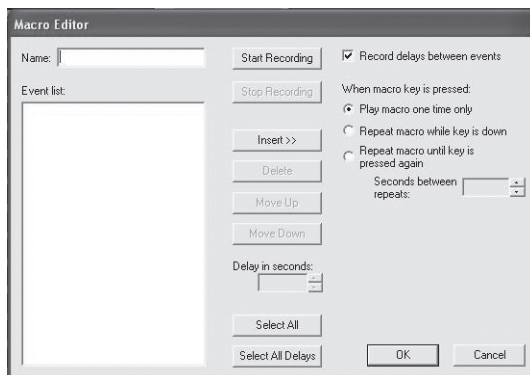 Macro Editor
Name:
Start Recording
Record delays between events
Event list:
Stop Recording
When macro key is pressed:
Play macro one time only
Insert >>
Repeat macro while key is down
Delete
Repeat macro until key is
pressed again
Move Up
Seconds between
repeats:
Move Down
Delay in seconds:
Select All
Select All Delays
OK
Cancel